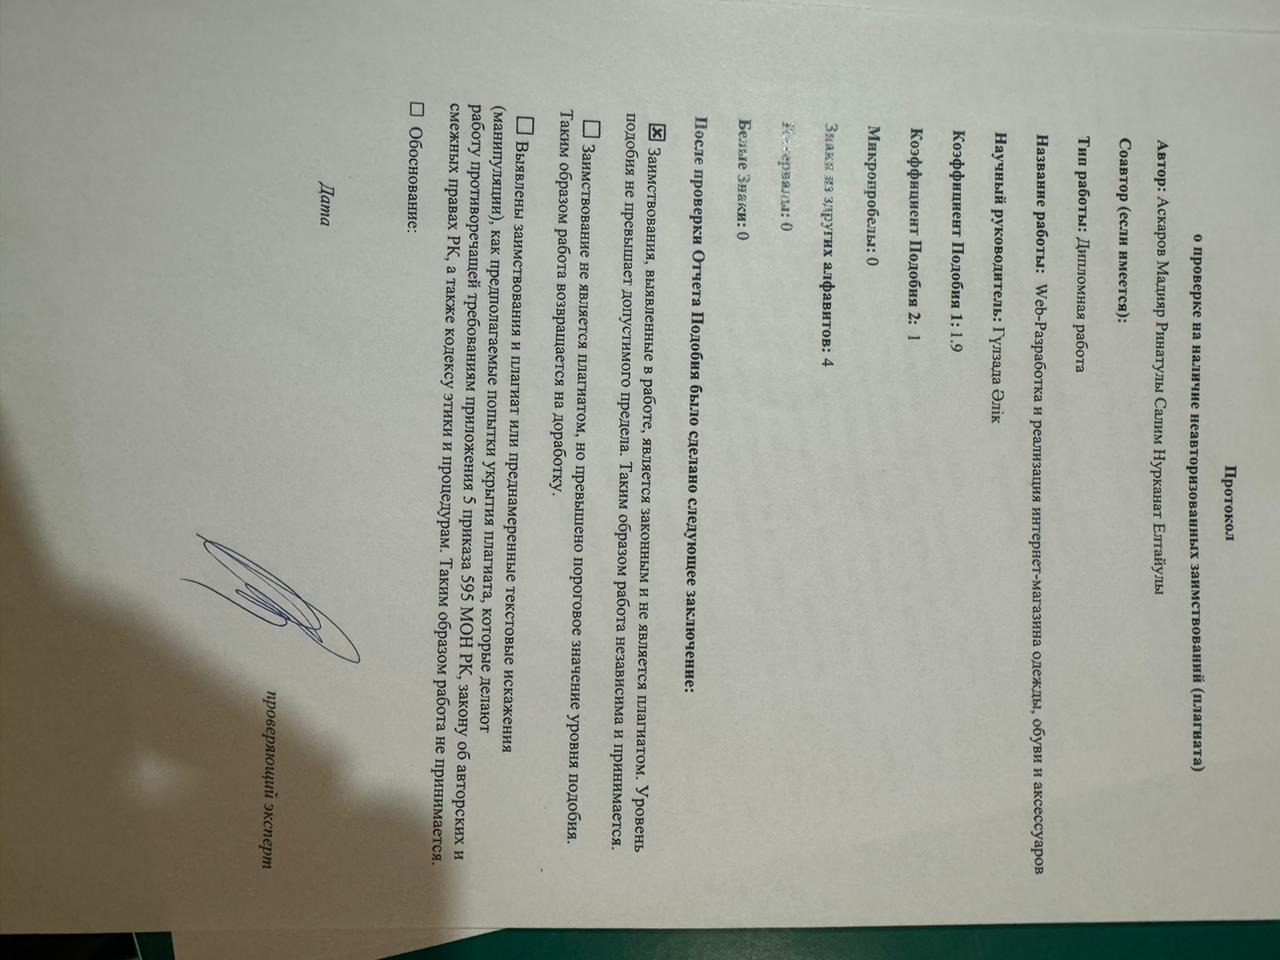 Протокол
о проверке на наличие неавторизованных заимствований (плагиата)
Автор: Аскаров Мадияр Ринатулы Салим Нурканат Елтайулы
Соавтор (если имеется):
Тип работы: Дипломная работа
Название работы: Web-Разработка и реализация интернет-магазина одежды, обуви и аксессуаров
Научный руководитель: Гүлзада Әлік
Коэффициент Подобия 1: 1.9
Коэффициент Подобия 2: 1
Микропробелы: 0
Знаки из здругих алфавитов: 4
Интервалы: 0
Белые Знаки: 0
После проверки Отчета Подобия было сделано следующее заключение:
Заимствования, выявленные в работе, является законным и не является плагиатом. Уровень
подобия не превышает допустимого предела. Таким образом работа независима и принимается.
Заимствование не является плагиатом, но превышено пороговое значение уровня подобия.
Таким образом работа возвращается на доработку.
Выявлены заимствования и плагиат или преднамеренные текстовые искажения
(манипуляции), как предполагаемые попытки укрытия плагиата, которые делают
работу противоречащей требованиям приложения 5 приказа 595 МОН РК, закону об авторских и
смежных правах РК, а также кодексу этики и процедурам. Таким образом работа не принимается.
Обоснование:
Дата
проверяющий эксперт